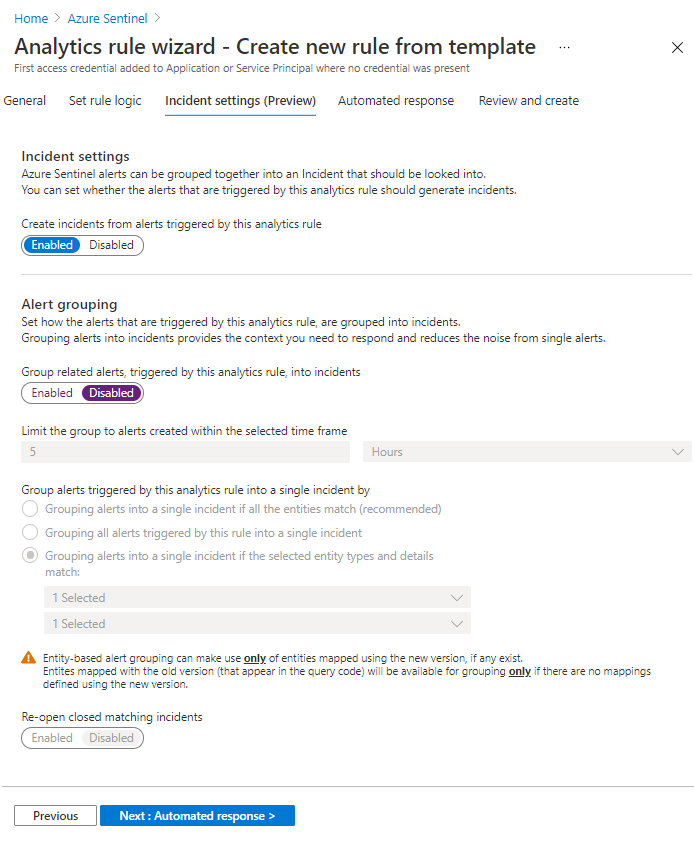 Home > Azure Sentinel >
Analytics rule wizard - Create new rule from template ...
First access credential added to Application or Service Principal where no credential was present
General Set rule logic Incident settings (Preview) Automated response Review and create
Incident settings
Azure Sentinel alerts can be grouped together into an Incident that should be looked into.
You can set whether the alerts that are triggered by this analytics rule should generate incidents.
Create incidents from alerts triggered by this analytics rule
Enabled Disabled
Alert grouping
Set how the alerts that are triggered by this analytics rule, are grouped into incidents.
Grouping alerts into incidents provides the context you need to respond and reduces the noise from single alerts.
Group related alerts, triggered by this analytics rule, into incidents
Enabled Disabled
Limit the group to alerts created within the selected time frame
5 Hours
Group alerts triggered by this analytics rule into a single incident by
Grouping alerts into a single incident if all the entities match (recommended)
Grouping all alerts triggered by this rule into a single incident
Grouping alerts into a single incident if the selected entity types and details
match:
1 Selected
1 Selected
Entity-based alert grouping can make use only of entities mapped using the new version, if any exist.
Entites mapped with the old version (that appear in the query code) will be available for grouping only if there are no mappings
defined using the new version.
Re-open closed matching incidents
Enabled Disabled
Previous Next : Automated response >